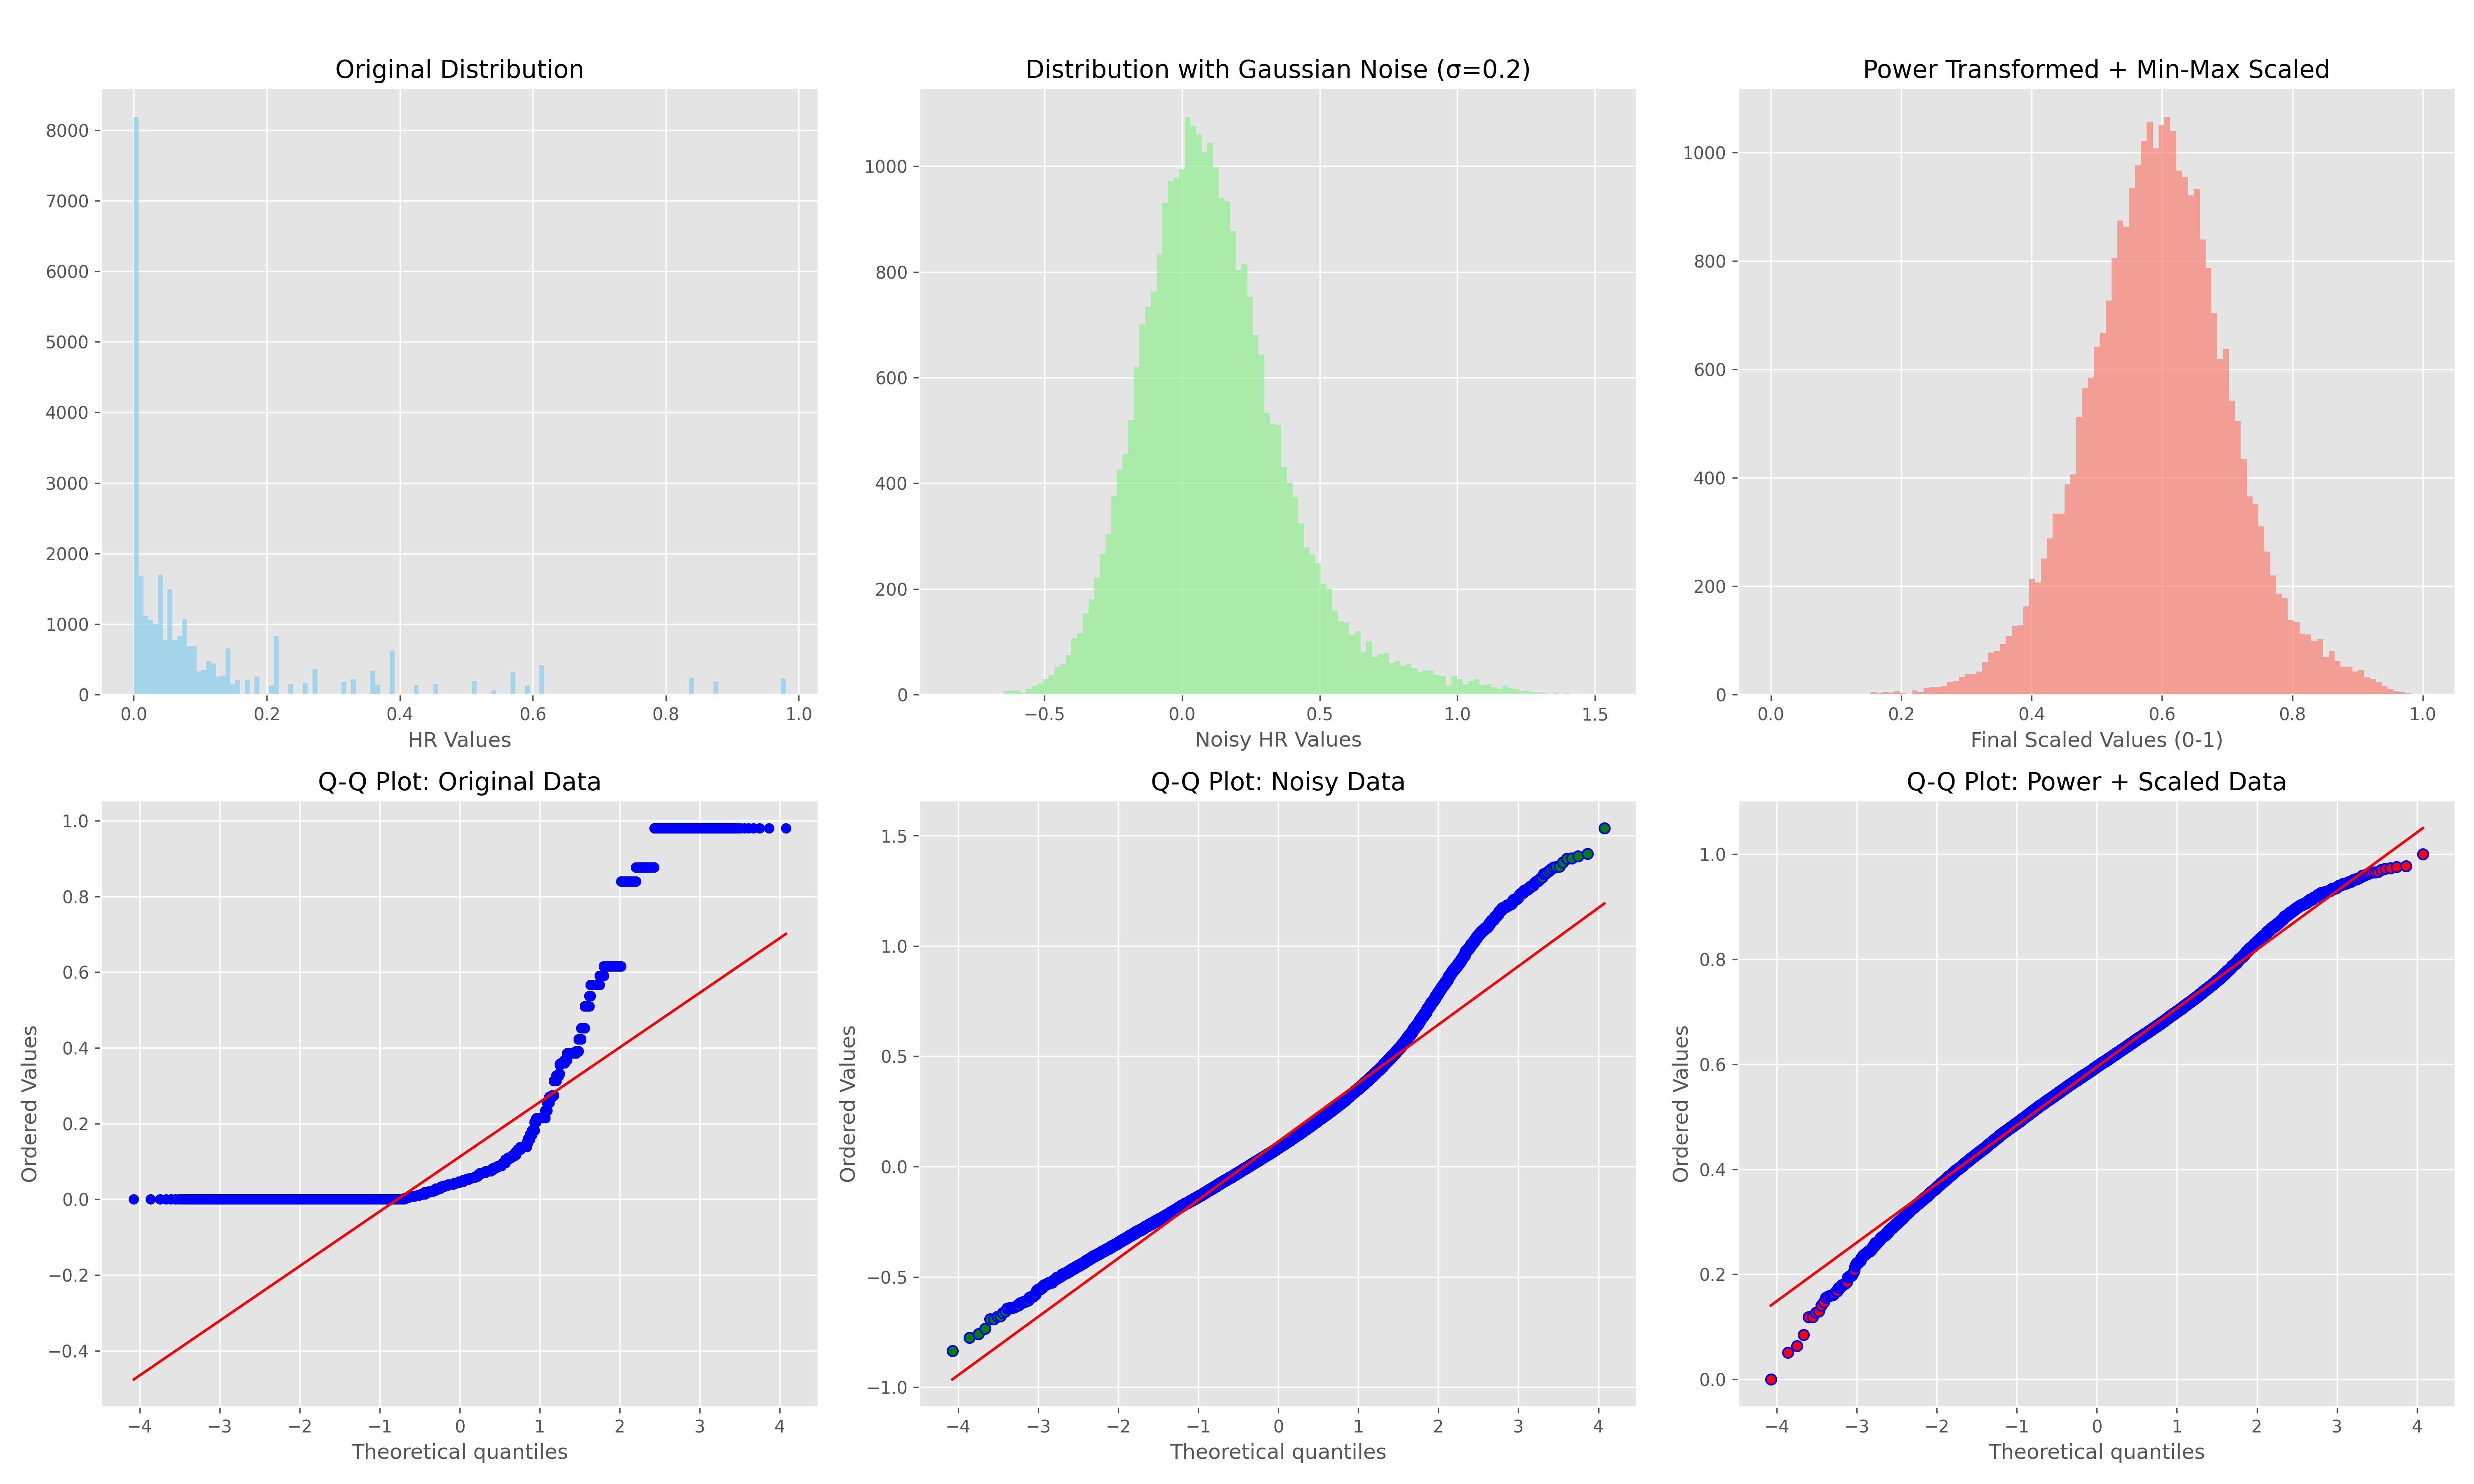 Original Distribution
Distribution with Gaussian Noise (σ=0.2)
Power Transformed + Min-Max Scaled
8000
7000
6000
5000
4000
3000
2000
1000
0
0.0 0.2 0.4 0.6 0.8 1.0
HR Values
1000
800
600
400
200
0
−0.5 0.0 0.5 1.0 1.5
Noisy HR Values
1000
800
600
400
200
0
0.0 0.2 0.4 0.6 0.8 1.0
Final Scaled Values (0-1)
Q-Q Plot: Original Data
Q-Q Plot: Noisy Data
Q-Q Plot: Power + Scaled Data
Ordered Values
1.0
0.8
0.6
0.4
0.2
0.0
−0.2
−0.4
−4 −3 −2 −1 0 1 2 3 4
Theoretical quantiles
Ordered Values
1.5
1.0
0.5
0.0
−0.5
−1.0
−4 −3 −2 −1 0 1 2 3 4
Theoretical quantiles
Ordered Values
1.0
0.8
0.6
0.4
0.2
0.0
−4 −3 −2 −1 0 1 2 3 4
Theoretical quantiles